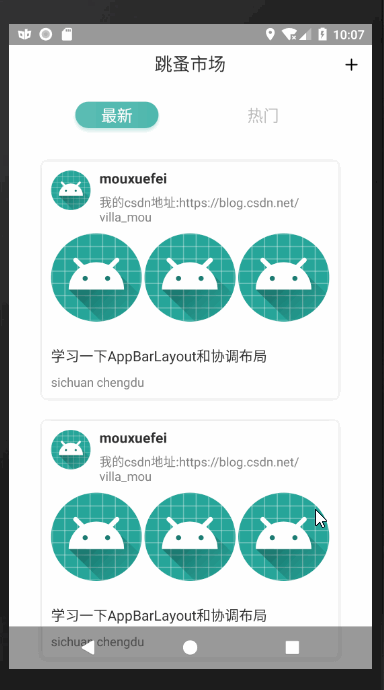 10:07
跳蚤市场
+
最新
热门
mouxuefei
我的csdn地址:https://blog.csdn.net/
villa_mou
学习一下AppBarLayout和协调布局
sichuan chengdu
mouxuefei
我的csdn地址:https://blog.csdn.net/
villa_mou
学习一下AppBarLayout和协调布局
sichuan chengdu